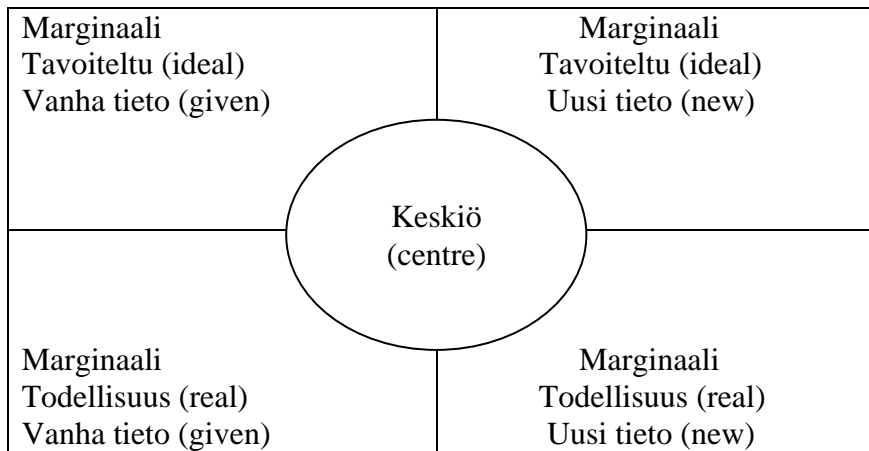 Marginaali
Tavoiteltu (ideal)
Vanha tieto (given)
Marginaali
Tavoiteltu (ideal)
Uusi tieto (new)
Keskiö
(centre)
Marginaali
Todellisuus (real)
Vanha tieto (given)
Marginaali
Todellisuus (real)
Uusi tieto (new)